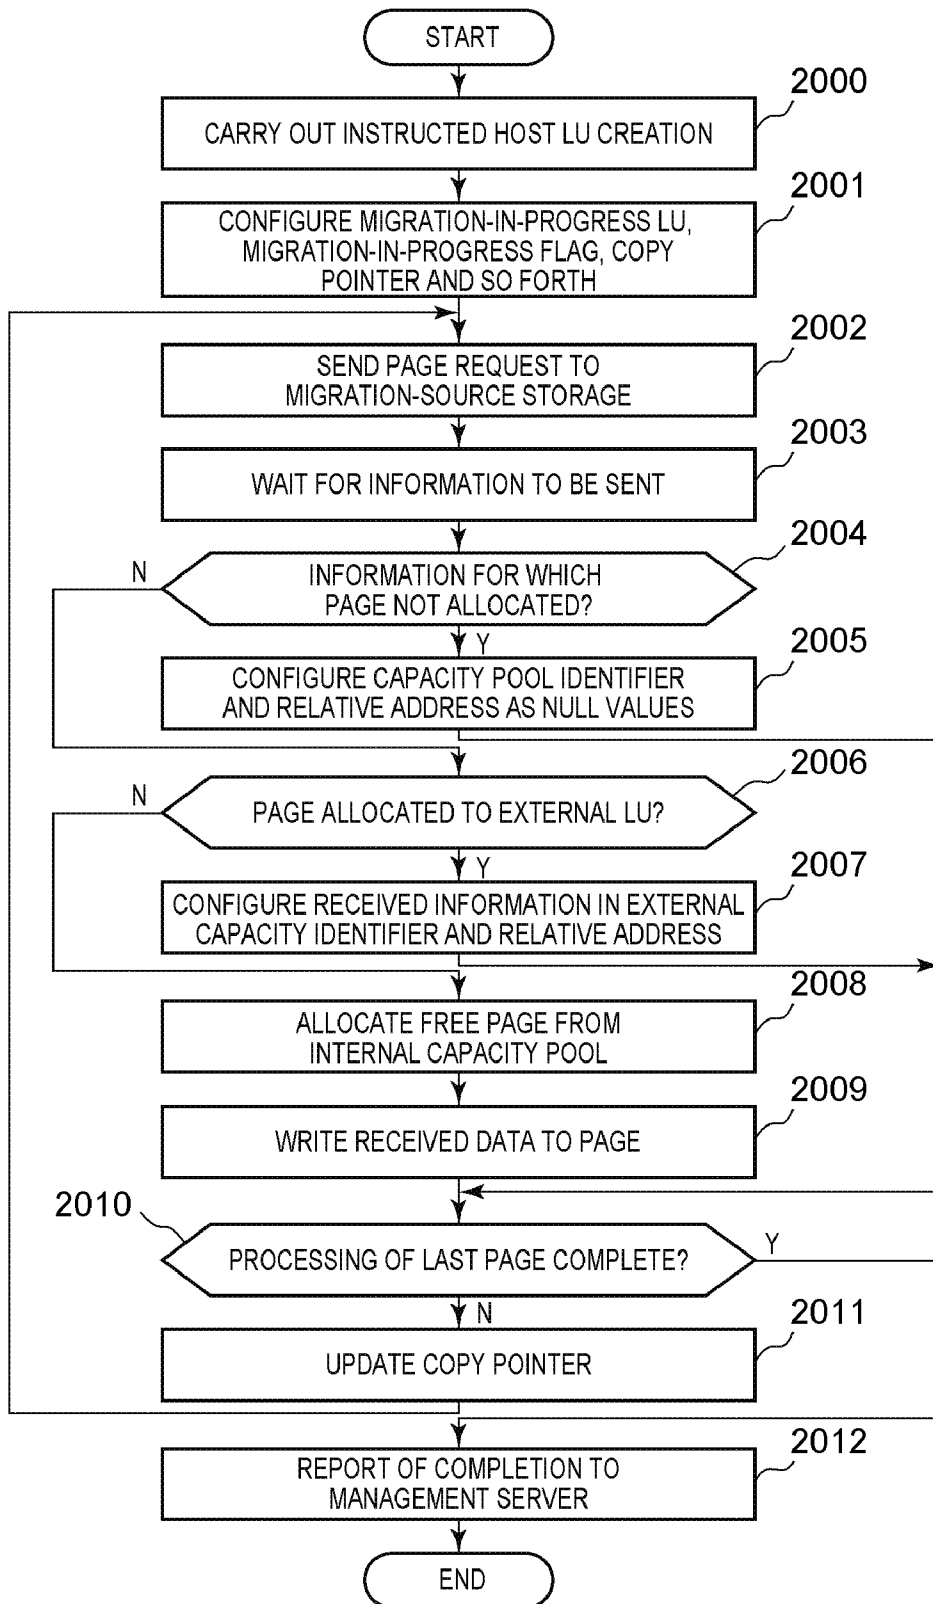 START
2000
CARRY OUT INSTRUCTED HOST LU CREATION
2001
CONFIGURE MIGRATION-IN-PROGRESS LU,
MIGRATION-IN-PROGRESS FLAG, COPY
POINTER AND SO FORTH
2002
SEND PAGE REQUEST TO
MIGRATION-SOURCE STORAGE
2003
WAIT FOR INFORMATION TO BE SENT
2004
N
INFORMATION FOR WHICH
PAGE NOT ALLOCATED?
Y
2005
CONFIGURE CAPACITY POOL IDENTIFIER
AND RELATIVE ADDRESS AS NULL VALUES
2006
N
PAGE ALLOCATED TO EXTERNAL LU?
Y
2007
CONFIGURE RECEIVED INFORMATION IN EXTERNAL
CAPACITY IDENTIFIER AND RELATIVE ADDRESS
2008
ALLOCATE FREE PAGE FROM
INTERNAL CAPACITY POOL
2009
WRITE RECEIVED DATA TO PAGE
2010
PROCESSING OF LAST PAGE COMPLETE?
Y
N
2011
UPDATE COPY POINTER
2012
REPORT OF COMPLETION TO
MANAGEMENT SERVER
END